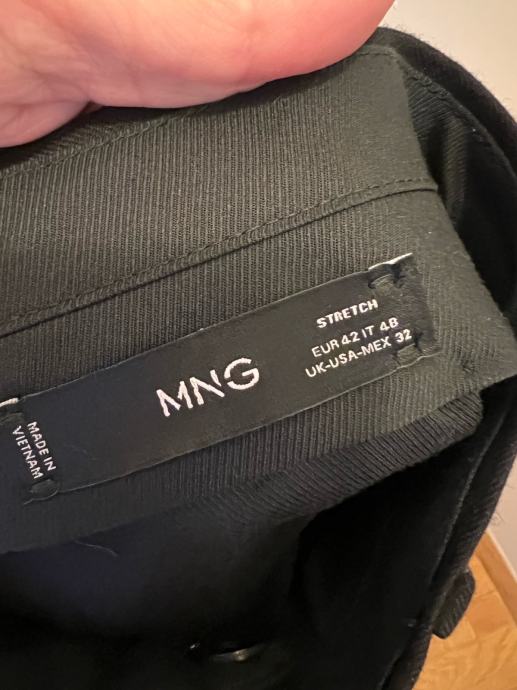 STRETCH
EUR 42 IT 48
UK-USA-MEX 32
MNG
MADE IN
VIETNAM